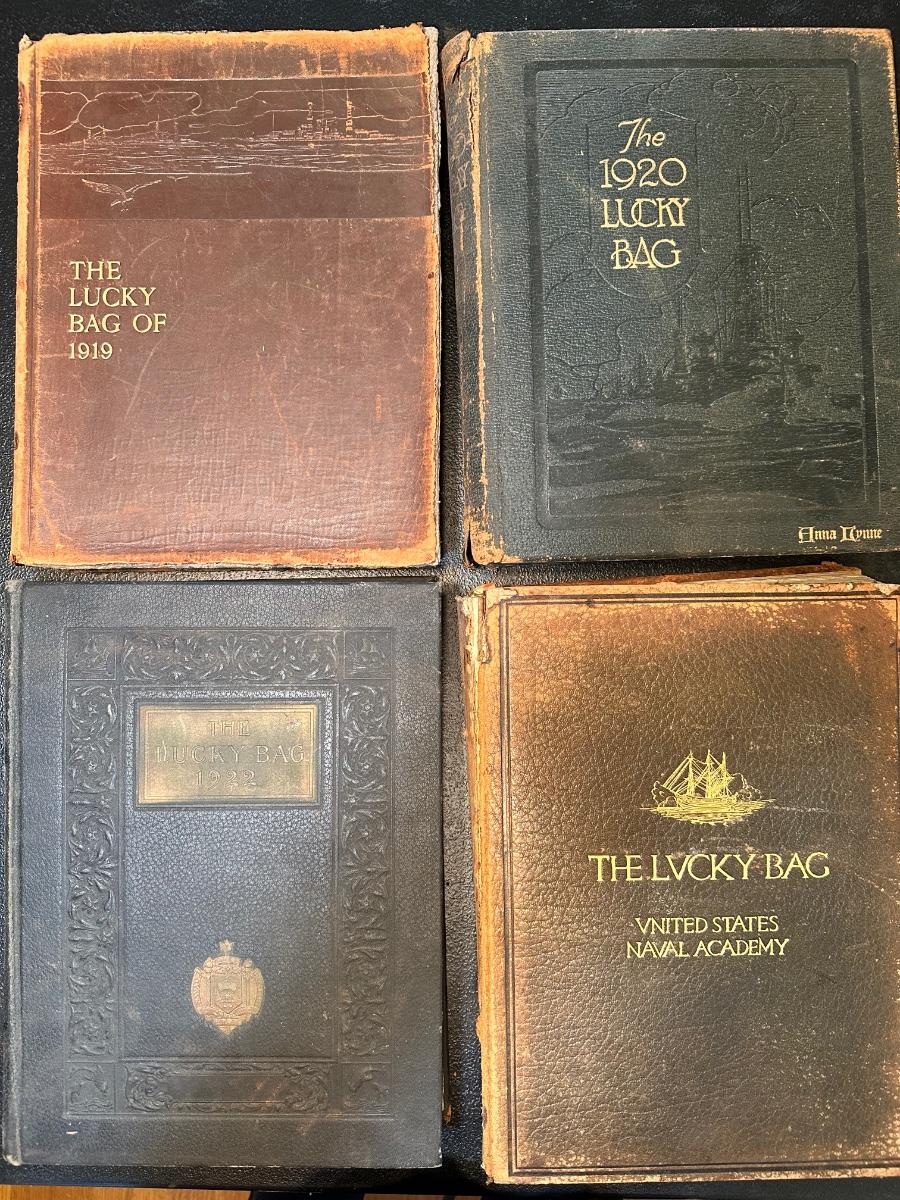 THE
LUCKY
BAG OF
1919
The
1920
LUCKY
BAG
Anna Lynne
THE
LUCKY BAG
1922
THE LVCKY BAG
VNITED STATES
NAVAL ACADEMY